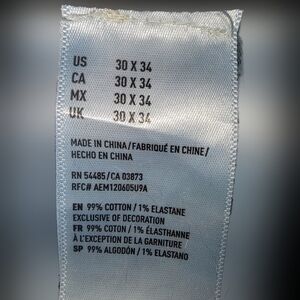 US 30 X 34
CA 30 X 34
MX 30 X 34
UK 30 X 34
MADE IN CHINA/FABRIQUÉ EN CHINE/
HECHO EN CHINA
RN 54485/CA 03873
RFC# AEM120605U9A
EN 99% COTTON / 1% ELASTANE
EXCLUSIVE OF DECORATION
FR 99% COTON / 1% ÉLASTHANNE
À L'EXCEPTION DE LA GARNITURE
SP 99% ALGODÓN / 1% ELASTANO